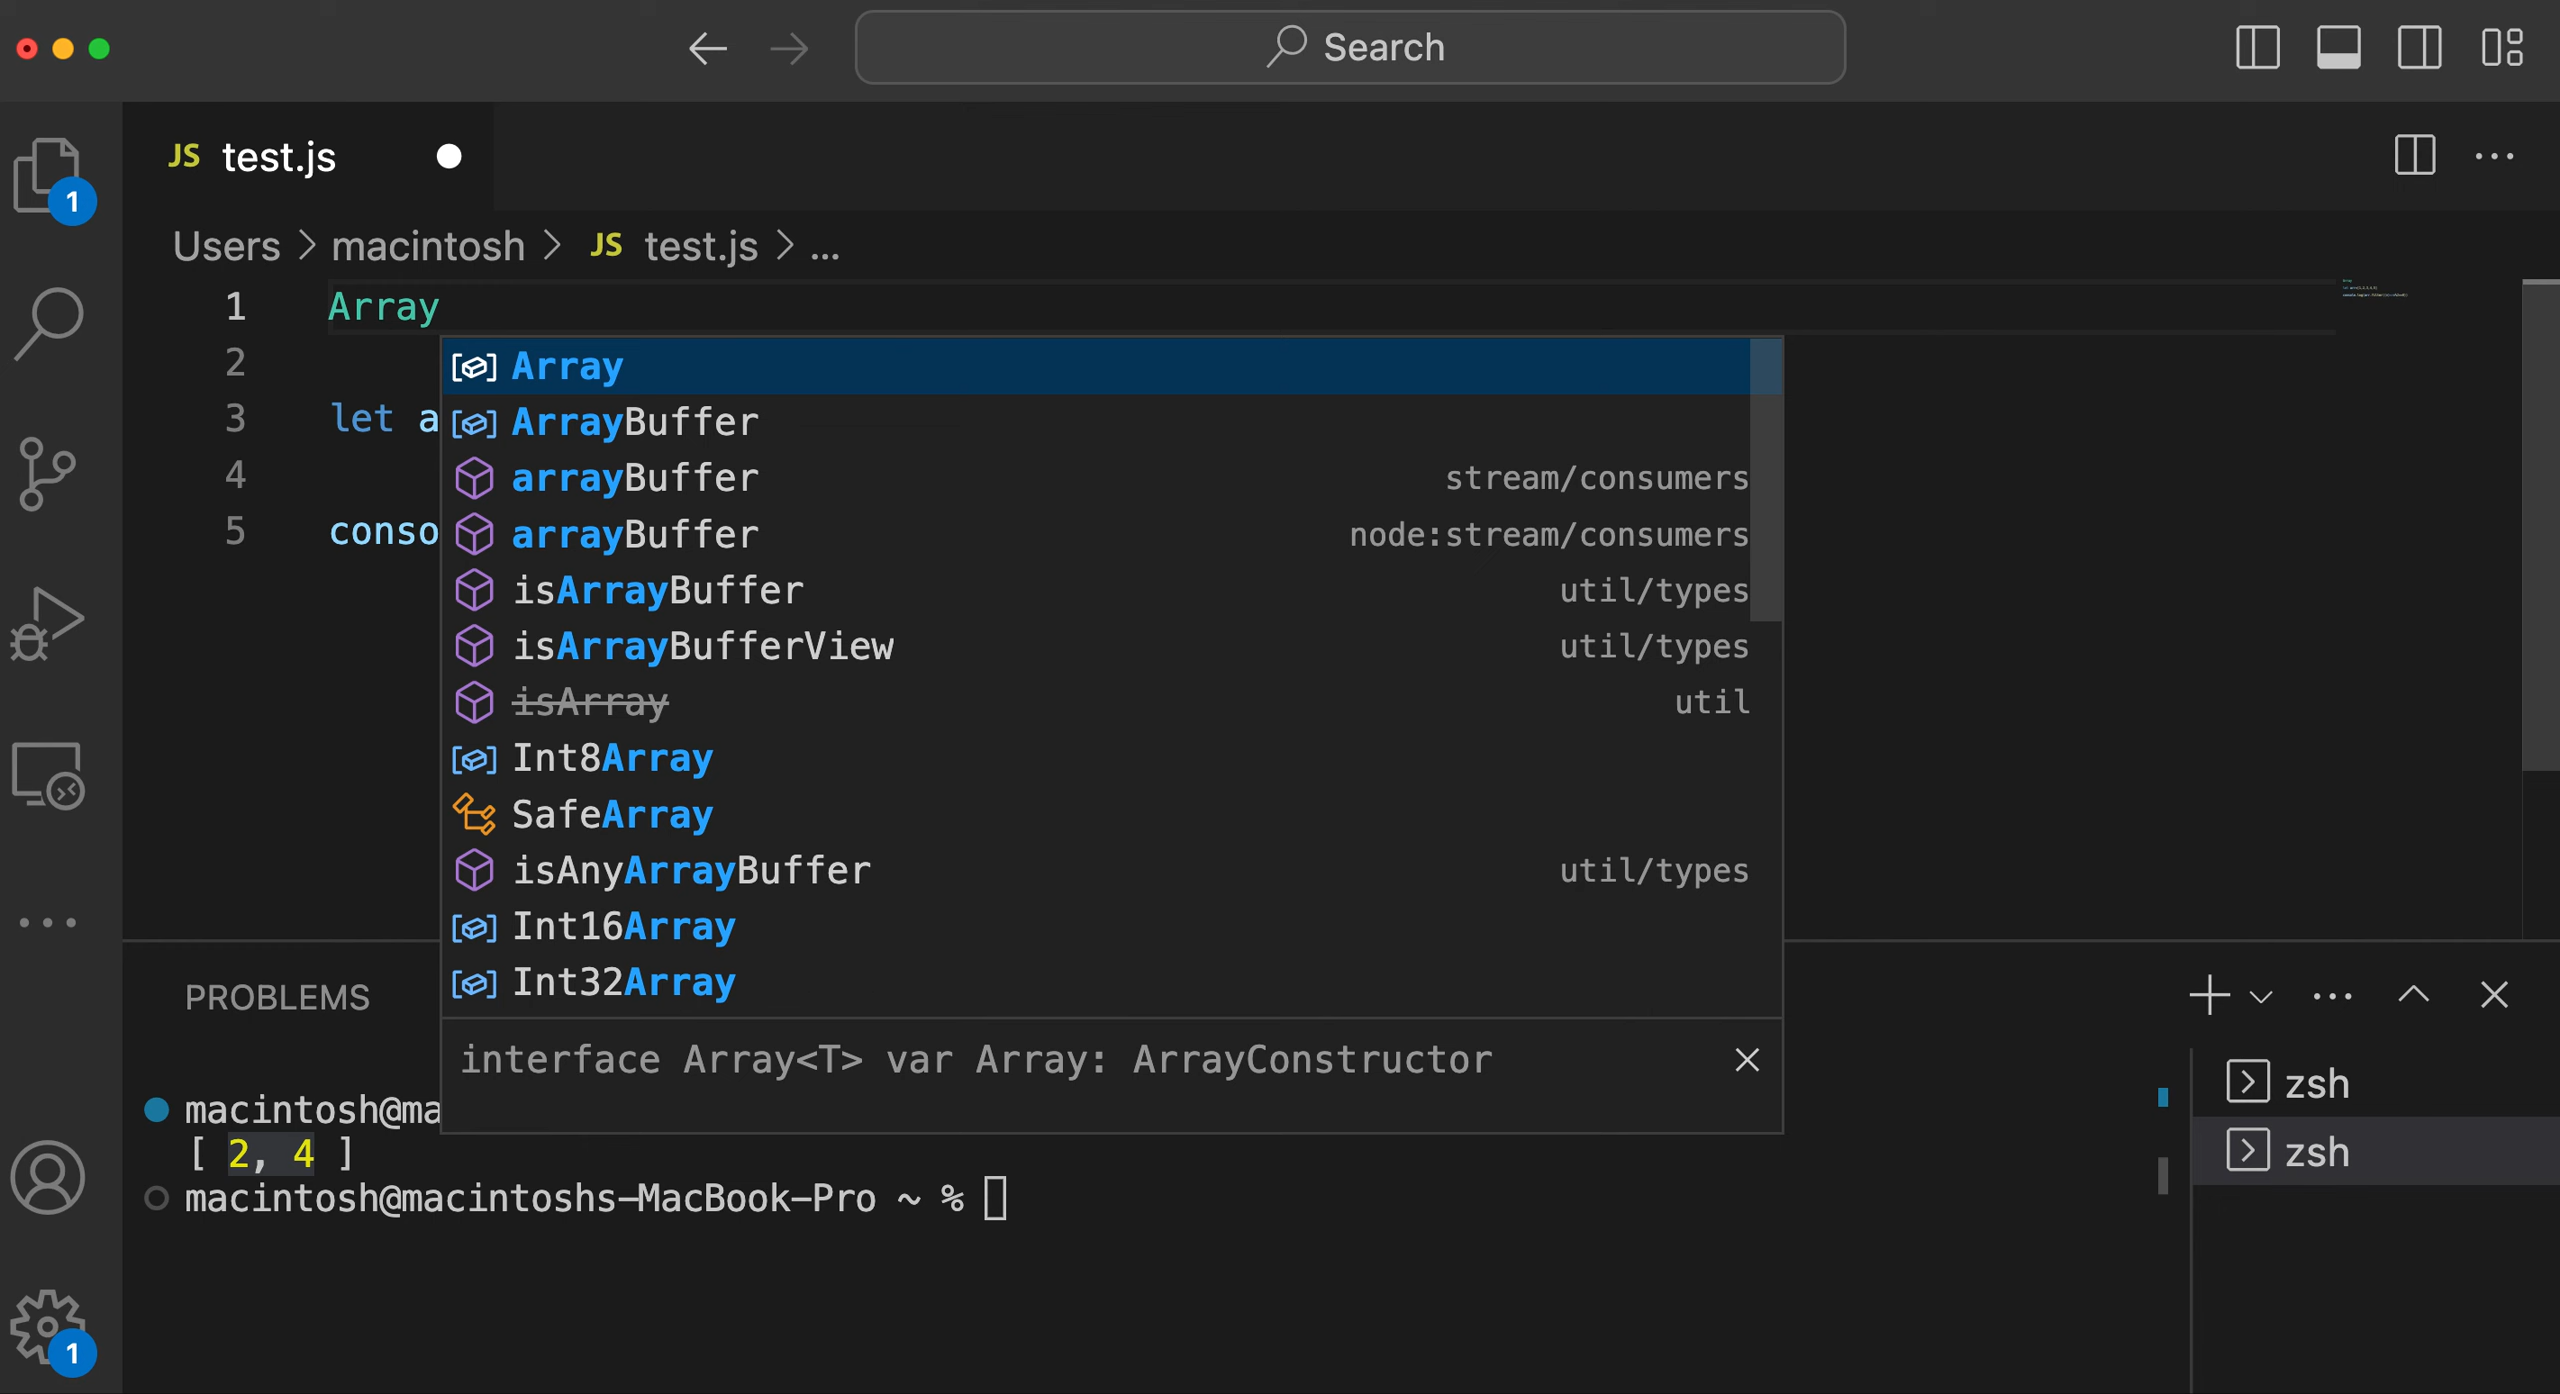 Search
JS test.js
1
Users > macintosh > JS test.js > ...
1 Array
2
3 let a
4
5 conso
Array
ArrayBuffer
arrayBuffer stream/consumers
arrayBuffer node:stream/consumers
isArrayBuffer util/types
isArrayBufferView util/types
isArray util
Int8Array
SafeArray
isAnyArrayBuffer util/types
Int16Array
Int32Array
interface Array<T> var Array: ArrayConstructor
PROBLEMS
macintosh@ma
[ 2, 4 ]
macintosh@macintoshs-MacBook-Pro ~ %
zsh
zsh
1